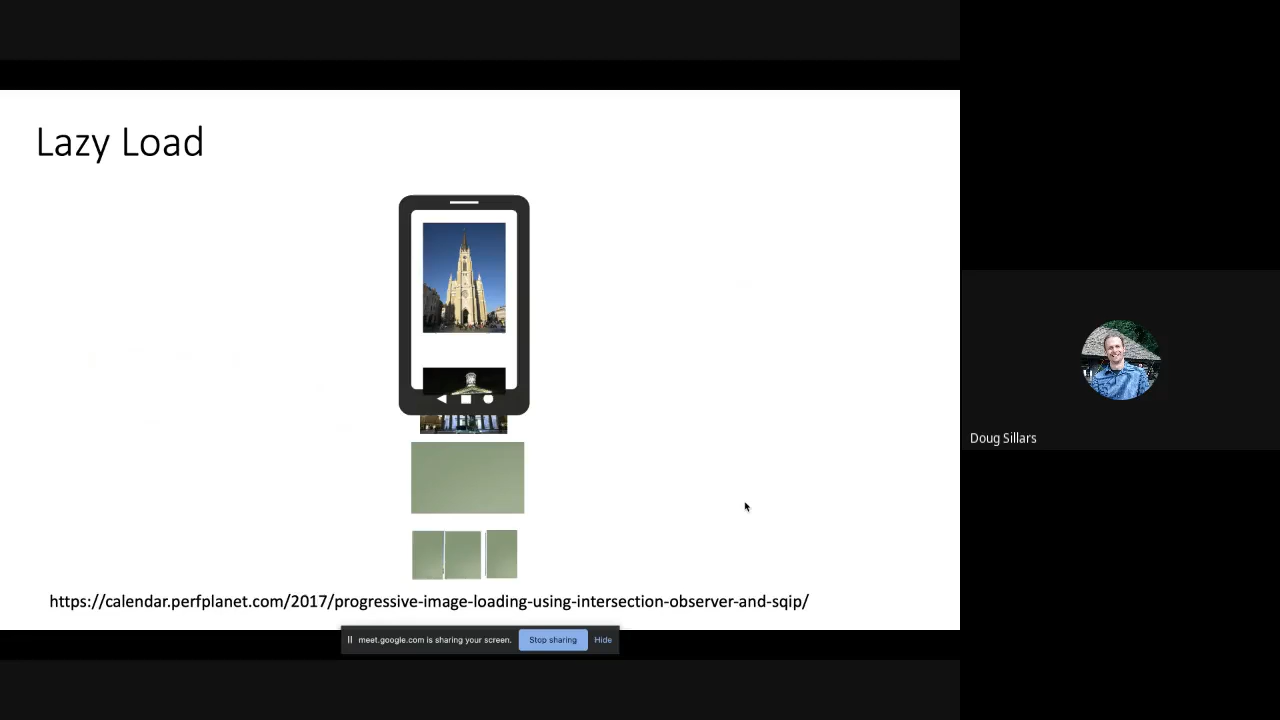 Lazy Load
https://calendar.perfplanet.com/2017/progressive-image-loading-using-intersection-observer-and-sqip/
meet.google.com is sharing your screen. Stop sharing Hide
Doug Sillars